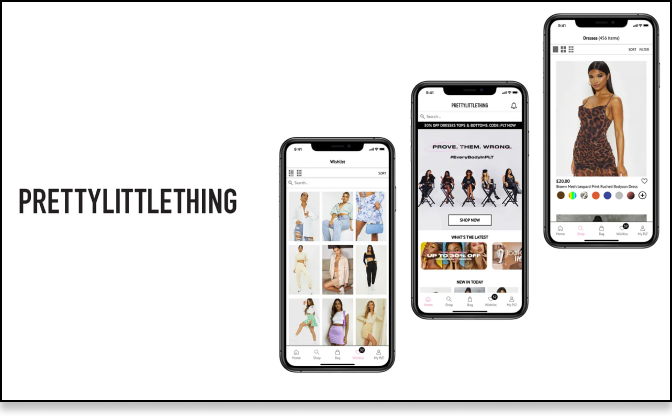 PRETTYLITTLETHING
9:41
Wishlist
SORT
Search...
Home
Shop
Bag
Wishlist
My PLT
9:41
PRETTYLITTLETHING
Search...
30% OFF DRESSES TOPS & BOTTOMS. CODE: PLT NOW
PROVE. THEM. WRONG.
#EveryBodyInPLT
SHOP NOW
WHAT'S THE LATEST
UP TO 30% OFF
NEW IN TODAY
Home
Shop
Bag
Wishlist
My PLT
9:41
Dresses (456 items)
SORT
FILTER
£20.00
Brown Mesh Leopard Print Ruched Bodycon Dress
Home
Shop
Bag
Wishlist
My PLT